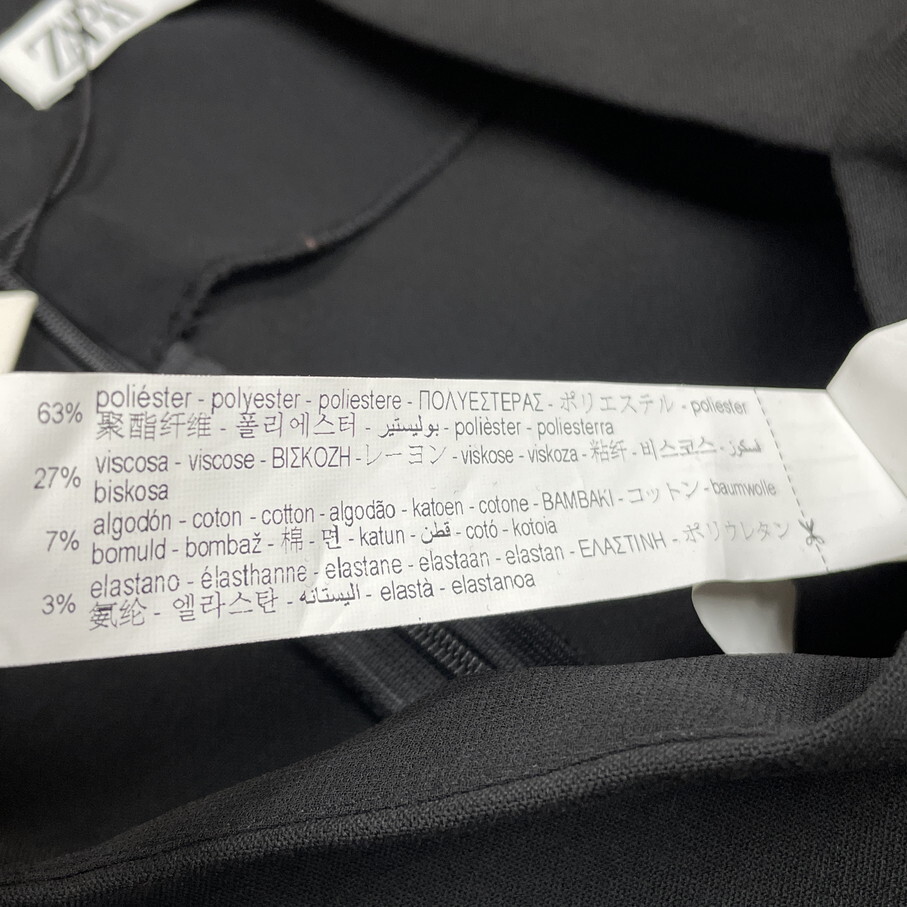 ZARA
63% poliéster - polyester - poliestere - ΠΟΛΥΕΣΤΕΡΑΣ - ポリエステル - poliester
聚酯纤维 - 폴리에스터 - بوليستير - polièster - poliesterra
27% viscosa - viscose - ΒΙΣΚΟΖΗ - レーヨン - viskose - viskoza - 粘纤 - 비스코스 - فسكوز
biskosa
7% algodón - coton - cotton - algodão - katoen - cotone - BAMBAKI - コットン - baumwolle
bomuld - bombaž - 棉 - 면 - katun - قطن - cotó - kotoia
3% elastano - élasthanne - elastane - elastaan - elastan - ΕΛΑΣΤΙΝΗ - ポリウレタン
氨纶 - 엘라스탄 - اليستانه - elastà - elastanoa